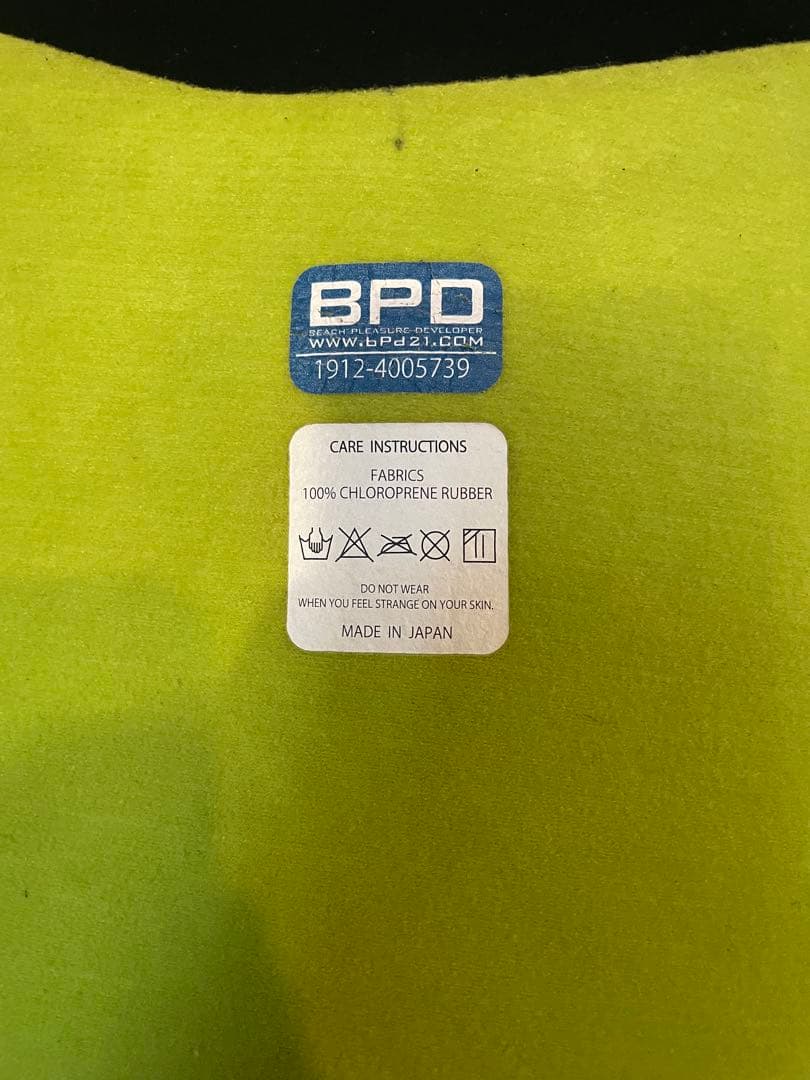 BPD
BEACH PLEASURE DEVELOPER
WWW.bPd21.COM
1912-4005739
CARE INSTRUCTIONS
FABRICS
100% CHLOROPRENE RUBBER
DO NOT WEAR
WHEN YOU FEEL STRANGE ON YOUR SKIN.
MADE IN JAPAN